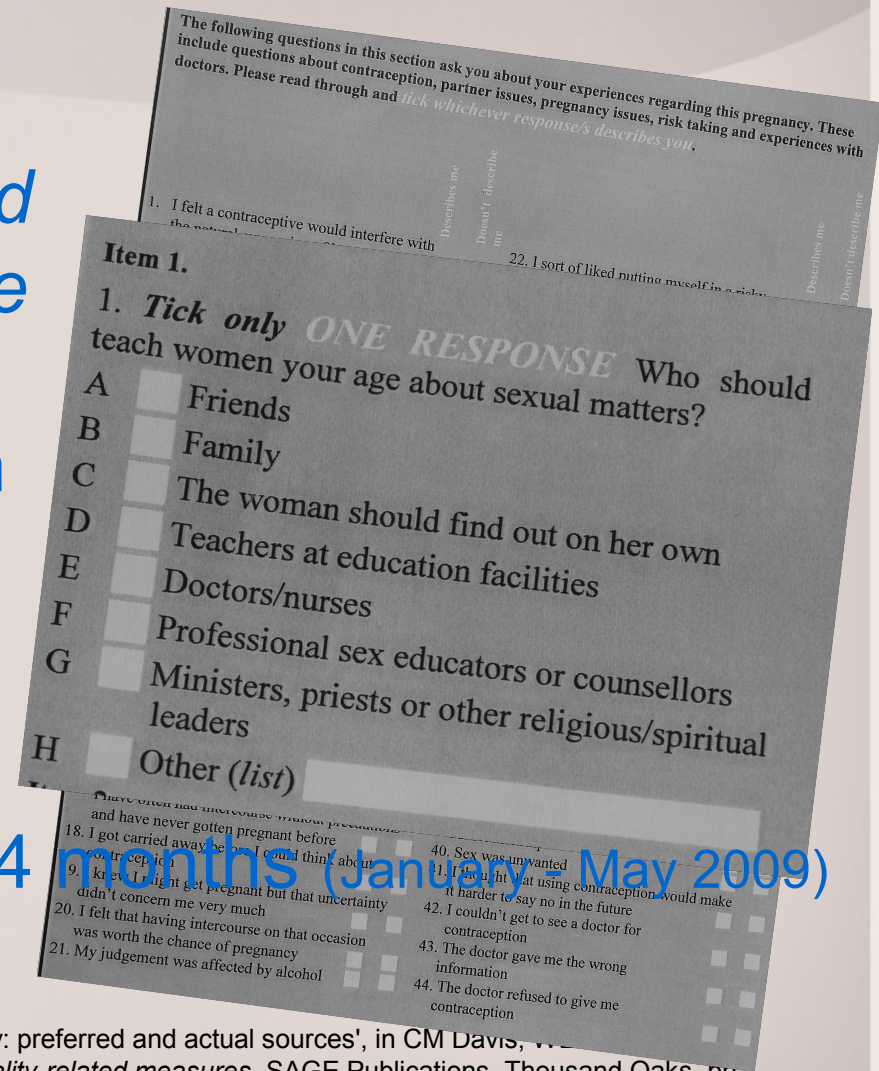 The following questions in this section ask you about your experiences regarding this pregnancy. These
include questions about contraception, partner issues, pregnancy issues, risk taking and experiences with
doctors. Please read through and tick whichever response/s describes you.
Describes me
Doesn't describe
me
Describes me
Doesn't describe me
1. I felt a contraceptive would interfere with
22. I sort of liked putting myself in a risky
d
e
Item 1.
1. Tick only ONE RESPONSE Who should
teach women your age about sexual matters?
A Friends
B Family
C The woman should find out on her own
D Teachers at education facilities
E Doctors/nurses
F Professional sex educators or counsellors
G Ministers, priests or other religious/spiritual
leaders
H Other (list)
I have often had intercourse without precautions
and have never gotten pregnant before
18. I got carried away before I could think about
contraception
9. I knew I might get pregnant but that uncertainty
didn't concern me very much
20. I felt that having intercourse on that occasion
was worth the chance of pregnancy
21. My judgement was affected by alcohol
40. Sex was unwanted
41. I thought that using contraception would make
it harder to say no in the future
42. I couldn't get to see a doctor for
contraception
43. The doctor gave me the wrong
information
44. The doctor refused to give me
contraception
4 months (January - May 2009)
: preferred and actual sources', in CM Davis,
ality-related measures, SAGE Publications, Thousand Oaks,